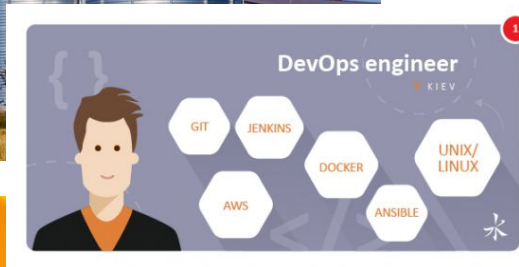 1
DevOps engineer
KIEV
GIT
JENKINS
DOCKER
UNIX/
LINUX
AWS
ANSIBLE